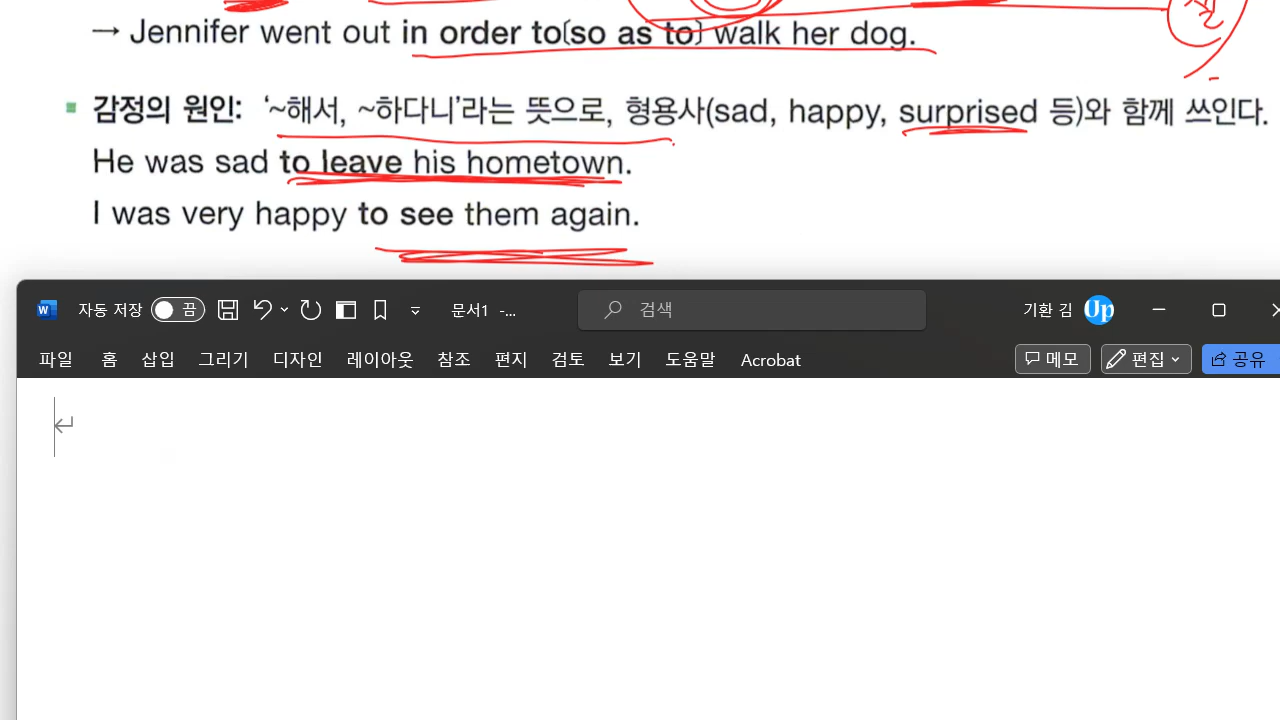 → Jennifer went out in order to[so as to] walk her dog.
▪ 감정의 원인: ‘~해서, ~하다니’라는 뜻으로, 형용사(sad, happy, surprised 등)와 함께 쓰인다.
He was sad to leave his hometown.
I was very happy to see them again.
자동 저장 끔 문서1 -... 검색 기환 김 Up
파일 홈 삽입 그리기 디자인 레이아웃 참조 편지 검토 보기 도움말 Acrobat 메모 편집 공유